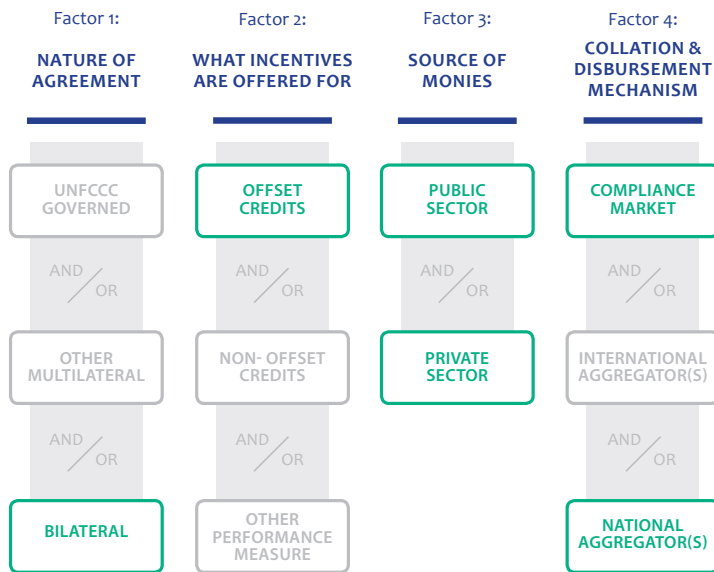 Factor 1:
NATURE OF
AGREEMENT
UNFCCC
GOVERNED
AND
OR
OTHER
MULTILATERAL
AND
OR
BILATERAL
Factor 2:
WHAT INCENTIVES
ARE OFFERED FOR
OFFSET
CREDITS
AND
OR
NON- OFFSET
CREDITS
AND
OR
OTHER
PERFORMANCE
MEASURE
Factor 3:
SOURCE OF
MONIES
PUBLIC
SECTOR
AND
OR
PRIVATE
SECTOR
Factor 4:
COLLATION &
DISBURSEMENT
MECHANISM
COMPLIANCE
MARKET
AND
OR
INTERNATIONAL
AGGREGATOR(S)
AND
OR
NATIONAL
AGGREGATOR(S)